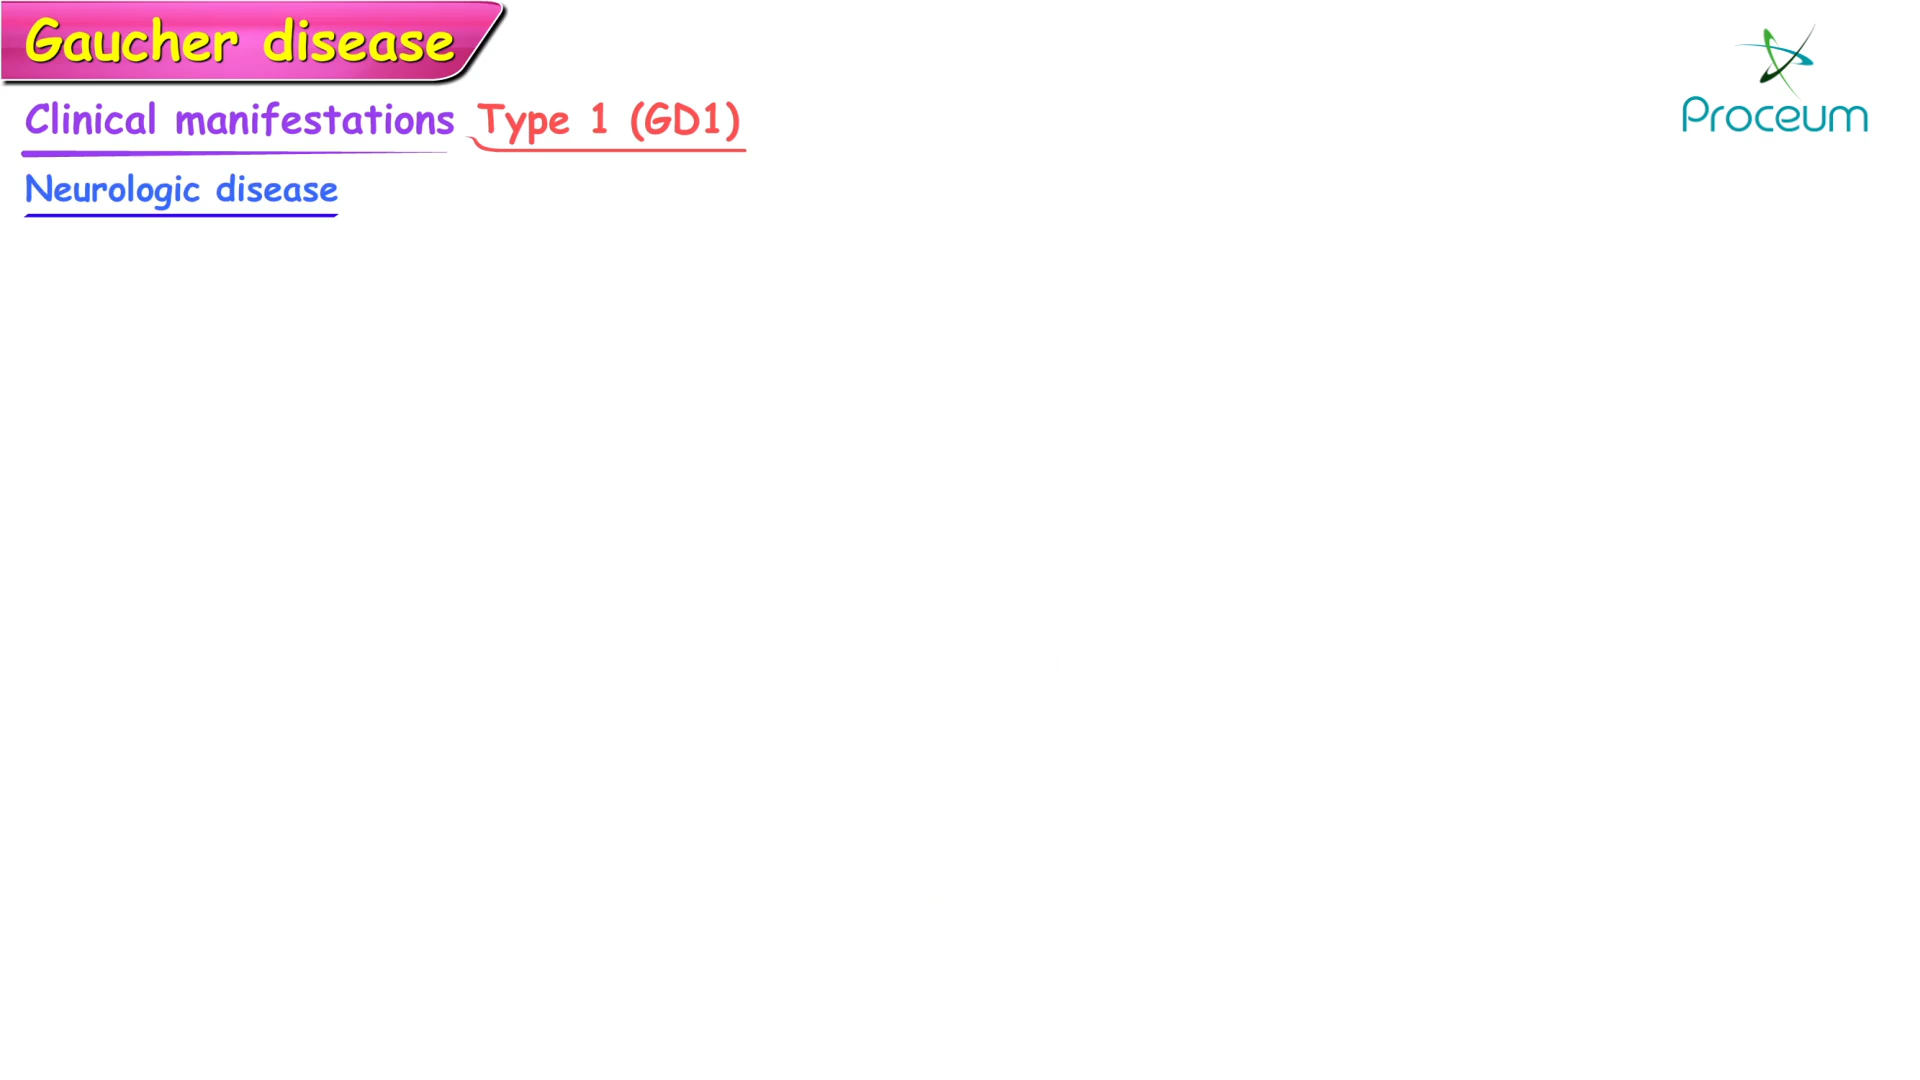 Gaucher disease
Clinical manifestations Type 1 (GD1)
Neurologic disease
Proceum